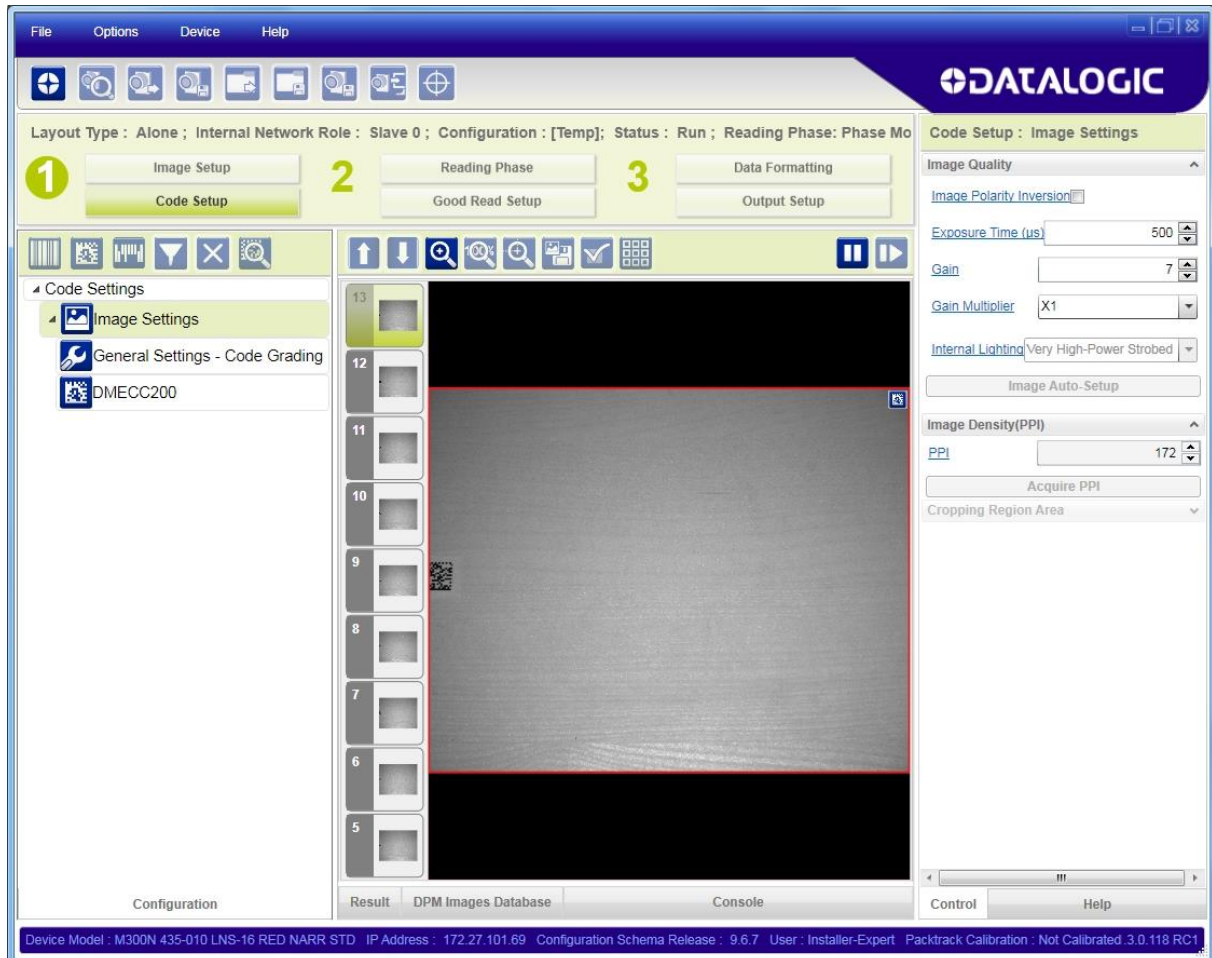 File Options Device Help
DATALOGIC
Layout Type : Alone ; Internal Network Role : Slave 0 ; Configuration : [Temp]; Status : Run ; Reading Phase: Phase Mo
1 Image Setup
Code Setup
2 Reading Phase
Good Read Setup
3 Data Formatting
Output Setup
100%
Code Settings
Image Settings
General Settings - Code Grading
DMECC200
Configuration
13
12
11
10
9
8
7
6
5
Result DPM Images Database Console
Code Setup : Image Settings
Image Quality
Image Polarity Inversion
Exposure Time (µs) 500
Gain 7
Gain Multiplier X1
Internal Lighting Very High-Power Strobed
Image Auto-Setup
Image Density(PPI)
PPI 172
Acquire PPI
Cropping Region Area
Control Help
Device Model : M300N 435-010 LNS-16 RED NARR STD IP Address : 172.27.101.69 Configuration Schema Release : 9.6.7 User : Installer-Expert Packtrack Calibration : Not Calibrated .3.0.118 RC1